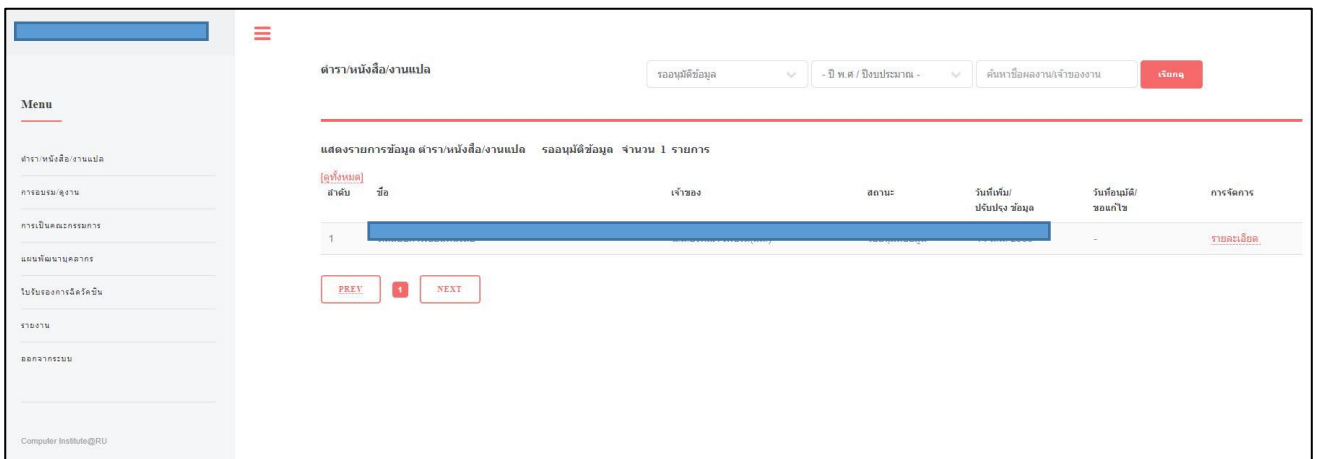 ตำรา/หนังสือ/งานแปล
รออนุมัติข้อมูล
- ปี พ.ศ / ปีงบประมาณ -
ค้นหาชื่อผลงาน/เจ้าของงาน
เรียกดู
Menu
ตำรา/หนังสือ/งานแปล
การอบรม/ดูงาน
การเป็นคณะกรรมการ
แผนพัฒนาบุคลากร
ใบรับรองการฉีดวัคซีน
รายงาน
ออกจากระบบ
Computer Institute@RU
แสดงรายการข้อมูล ตำรา/หนังสือ/งานแปล รออนุมัติข้อมูล จำนวน 1 รายการ
[ดูทั้งหมด]
ลำดับ ชื่อ เจ้าของ สถานะ วันที่เพิ่ม/ วันที่อนุมัติ/ การจัดการ
ปรับปรุง ข้อมูล ขอแก้ไข
1 - รายละเอียด
PREV 1 NEXT